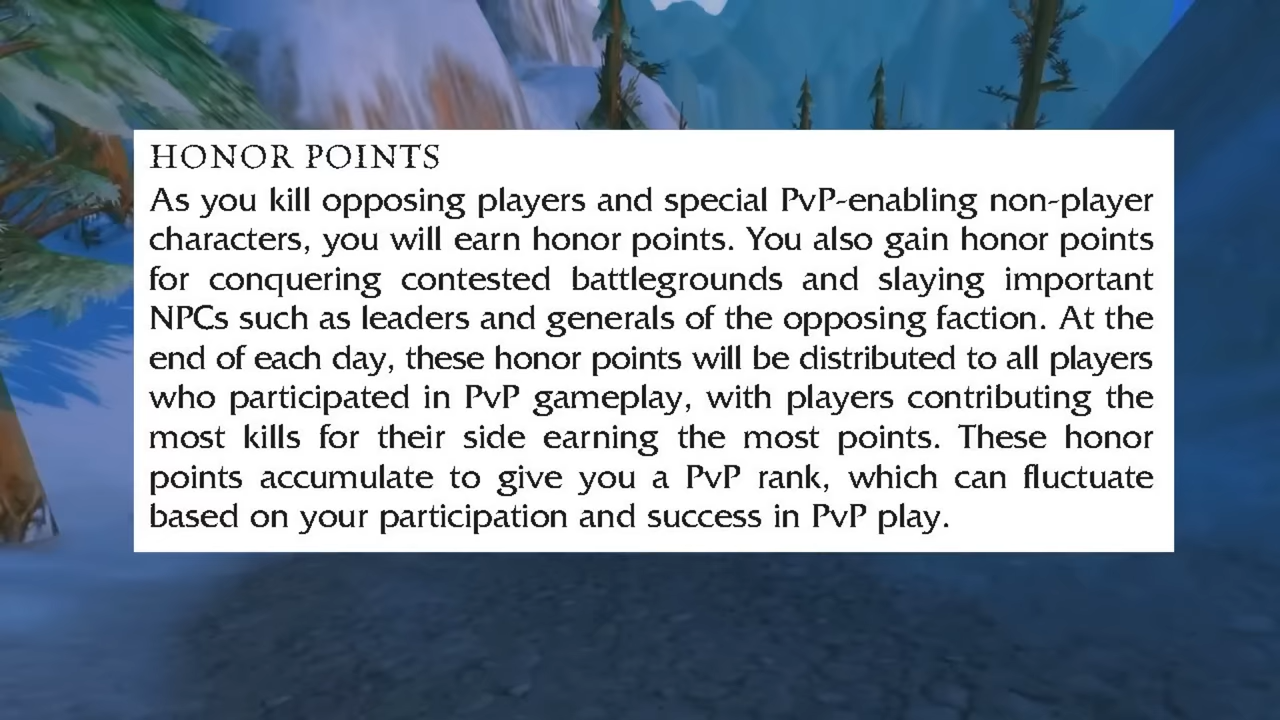 HONOR POINTS
As you kill opposing players and special PvP-enabling non-player
characters, you will earn honor points. You also gain honor points
for conquering contested battlegrounds and slaying important
NPCs such as leaders and generals of the opposing faction. At the
end of each day, these honor points will be distributed to all players
who participated in PvP gameplay, with players contributing the
most kills for their side earning the most points. These honor
points accumulate to give you a PvP rank, which can fluctuate
based on your participation and success in PvP play.